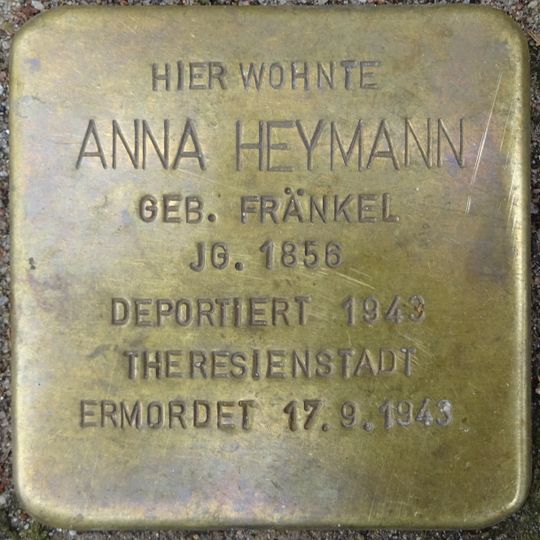 HIER WOHNTE
ANNA HEYMANN
GEB. FRÄNKEL
JG. 1856
DEPORTIERT 1943
THERESIENSTADT
ERMORDET 17.9.1943